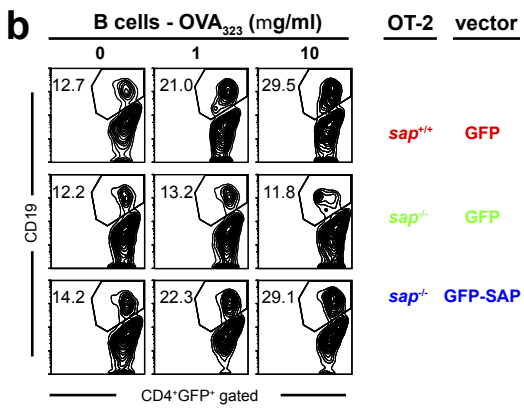 b
B cells - OVA323 (mg/ml) OT-2 vector
0 1 10
12.7 21.0 29.5 sap+/+ GFP
12.2 13.2 11.8 sap-/- GFP
14.2 22.3 29.1 sap-/- GFP-SAP
CD19
CD4+GFP+ gated